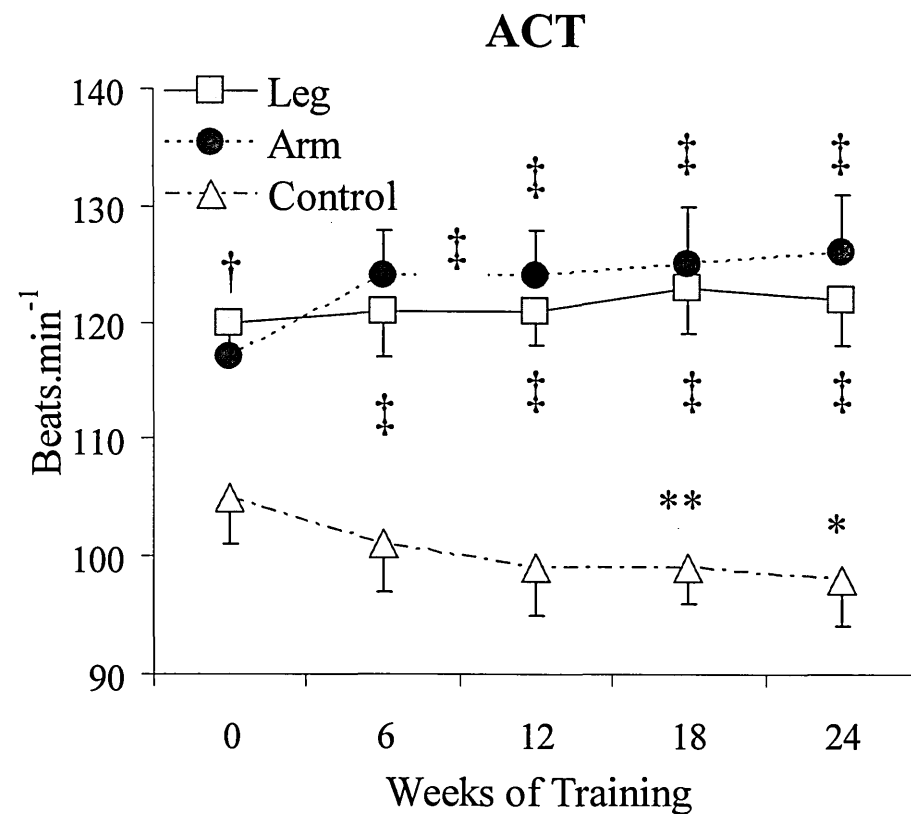 ACT
Leg
Arm
Control
140
130
120
110
100
90
Beats.min⁻¹
†
‡
‡
‡
‡
‡
‡
‡
‡
**
*
0 6 12 18 24
Weeks of Training